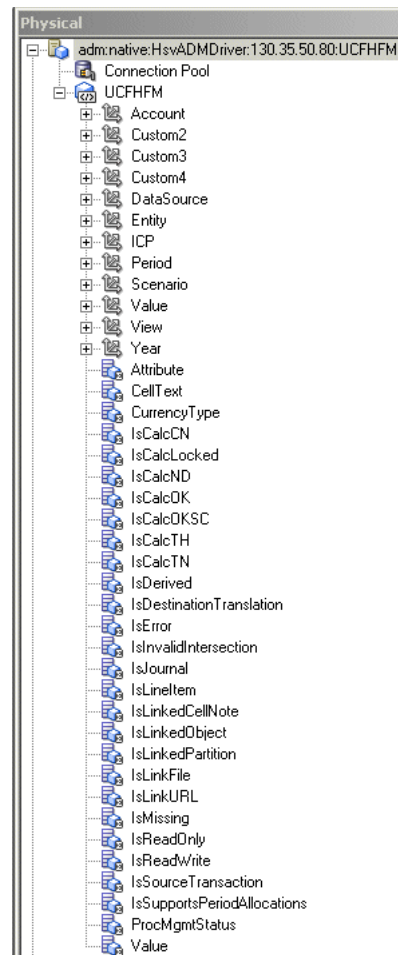 Physical
adm:native:HsvADMDriver:130.35.50.80:UCFHFM
Connection Pool
UCFHFM
Account
Custom2
Custom3
Custom4
DataSource
Entity
ICP
Period
Scenario
Value
View
Year
Attribute
CellText
CurrencyType
IsCalcCN
IsCalcLocked
IsCalcND
IsCalcOK
IsCalcOKSC
IsCalcTH
IsCalcTN
IsDerived
IsDestinationTranslation
IsError
IsInvalidIntersection
IsJournal
IsLineItem
IsLinkedCellNote
IsLinkedObject
IsLinkedPartition
IsLinkFile
IsLinkURL
IsMissing
IsReadOnly
IsReadWrite
IsSourceTransaction
IsSupportsPeriodAllocations
ProcMgmtStatus
Value